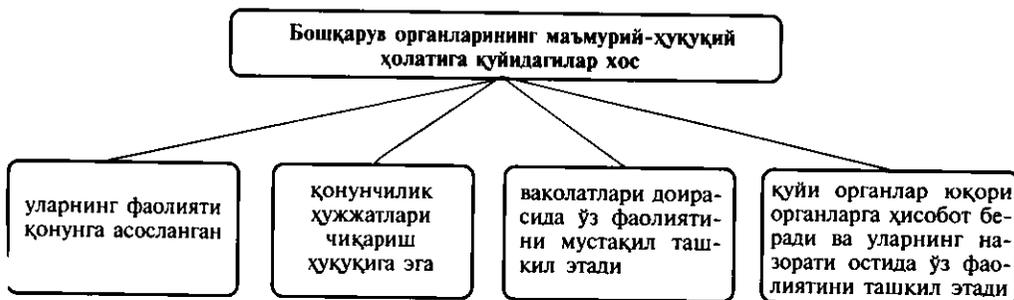 Бошқарув органларининг маъмурий-ҳуқуқий
ҳолатига қуйидагилар хос
уларнинг фаолияти
қонунга асосланган
қонунчилик
ҳужжатлари
чиқариш
ҳуқуқига эга
ваколатлари доира-
сида ўз фаолияти-
ни мустақил таш-
кил этади
қуйи органлар юқори
органларга ҳисобот бе-
ради ва уларнинг на-
зорати остида ўз фао-
лиятини ташкил этади